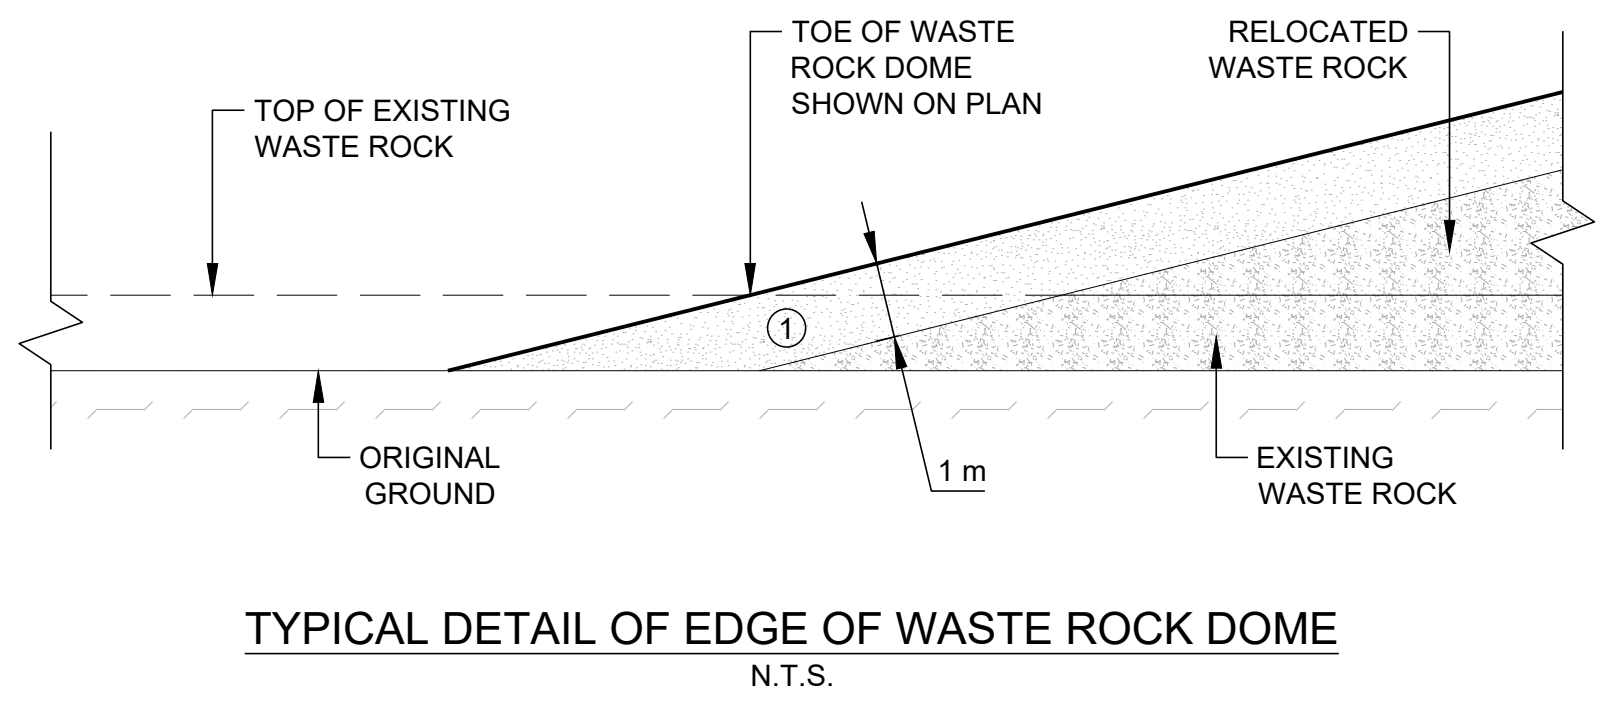 TOE OF WASTE
ROCK DOME
SHOWN ON PLAN
RELOCATED
WASTE ROCK
TOP OF EXISTING
WASTE ROCK
1
1 m
ORIGINAL
GROUND
EXISTING
WASTE ROCK
TYPICAL DETAIL OF EDGE OF WASTE ROCK DOME
N.T.S.